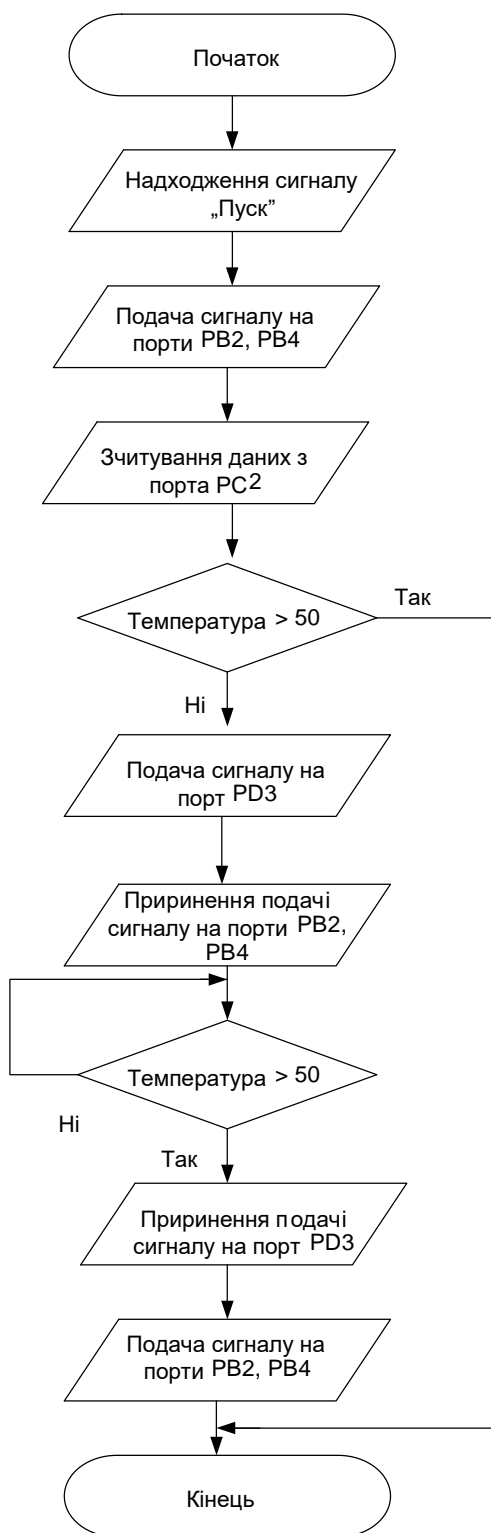 Початок
Надходження сигналу
„Пуск”
Подача сигналу на
порти PB2, PB4
Зчитування даних з
порта PC2
Температура > 50
Так
Ні
Подача сигналу на
порт PD3
Приринення подачі
сигналу на порти PB2,
PB4
Температура > 50
Ні
Так
Приринення подачі
сигналу на порт PD3
Подача сигналу на
порти PB2, PB4
Кінець